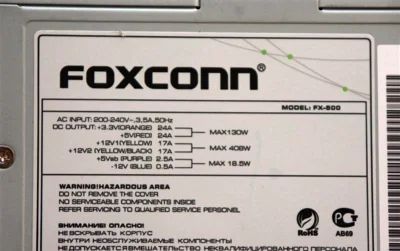 FOXCONN®
MODEL: FX-500
AC INPUT: 200-240V~,3,5A,50Hz
DC OUTPUT: +3.3V(ORANGE) 24A
+5V(RED) 24A
MAX130W
+12V1(YELLOW) 17A
+12V2 (YELLOW/BLACK) 17A
MAX 408W
+5Vsb (PURPLE) 2.5A
-12V (BLUE) 0.5A
MAX 18.5W
WARNING!HAZARDOUS AREA
DO NOT REMOVE THE COVER
NO SERVICEABLE COMPONENTS INSIDE
REFER SERVICING TO QUALIFIED PERSONNEL
RoHS
РС
АВ69
ВНИМАНИЕ! ОПАСНО!
НЕ ВСКРЫВАТЬ КОРПУС
ВНУТРИ НЕОБСЛУЖИВАЕМЫЕ КОМПОНЕНТЫ
НЕ ДОПУСКАЕТСЯ ВМЕШАТЕЛЬСТВО НЕКВАЛИФИЦИРОВАННОГО ПЕРСОНАЛА